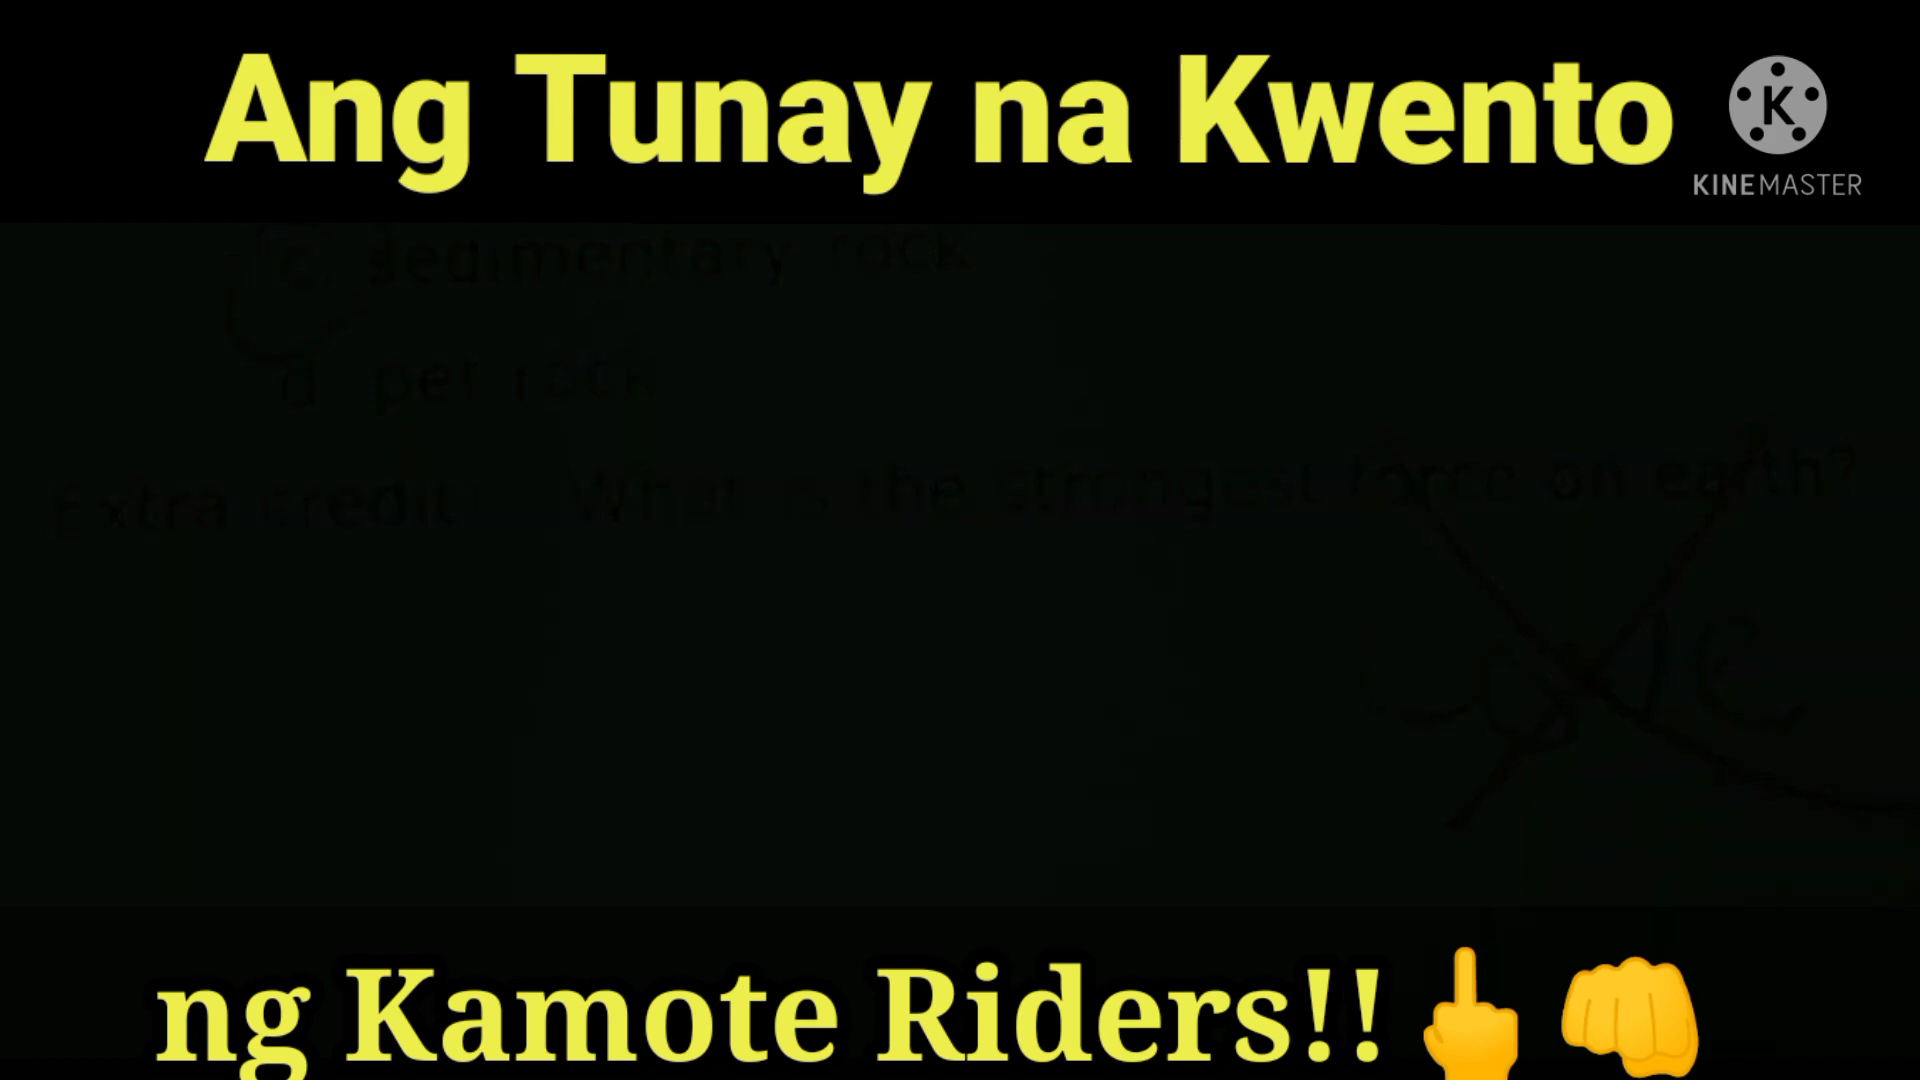 Ang Tunay na Kwento
K
KINEMASTER
c. sedimentary rock
d pet rock
Extra credit: What is the strongest force on earth?
ng Kamote Riders!!